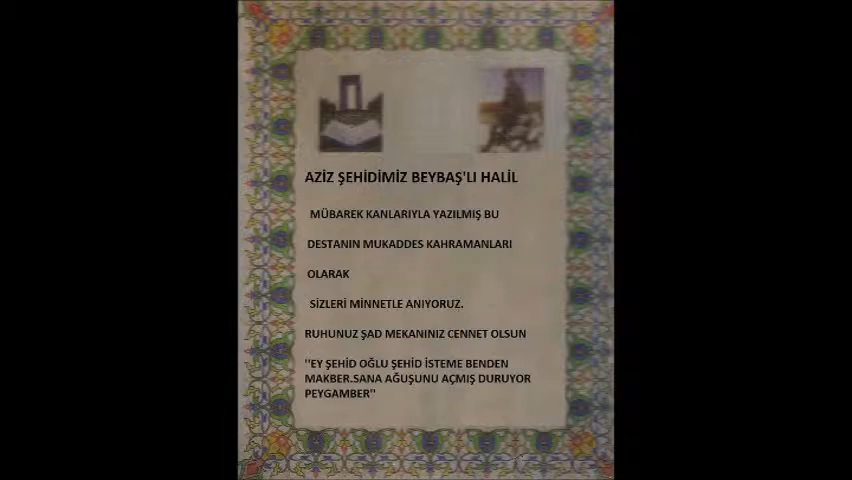 AZİZ ŞEHİDİMİZ BEYBAŞ'LI HALİL
MÜBAREK KANLARIYLA YAZILMIŞ BU
DESTANIN MUKADDES KAHRAMANLARI
OLARAK
SİZLERİ MİNNETLE ANIYORUZ.
RUHUNUZ ŞAD MEKANINIZ CENNET OLSUN
''EY ŞEHİD OĞLU ŞEHİD İSTEME BENDEN
MAKBER.SANA AĞUŞUNU AÇMIŞ DURUYOR
PEYGAMBER''